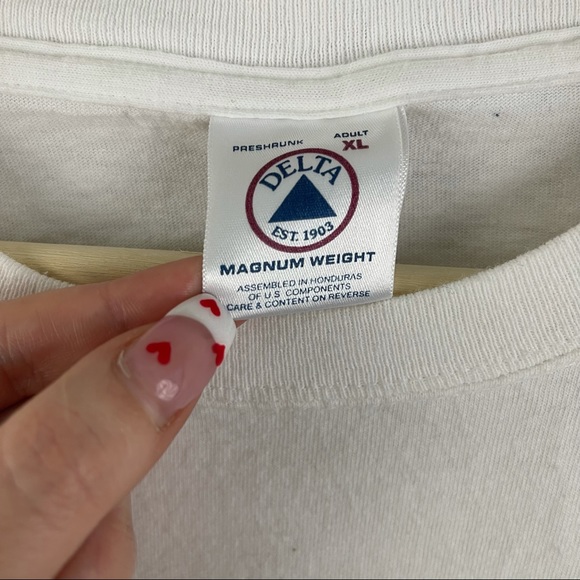 PRESHRUNK
ADULT
XL
DELTA
EST. 1903
MAGNUM WEIGHT
ASSEMBLED IN HONDURAS
OF U.S COMPONENTS
CARE & CONTENT ON REVERSE